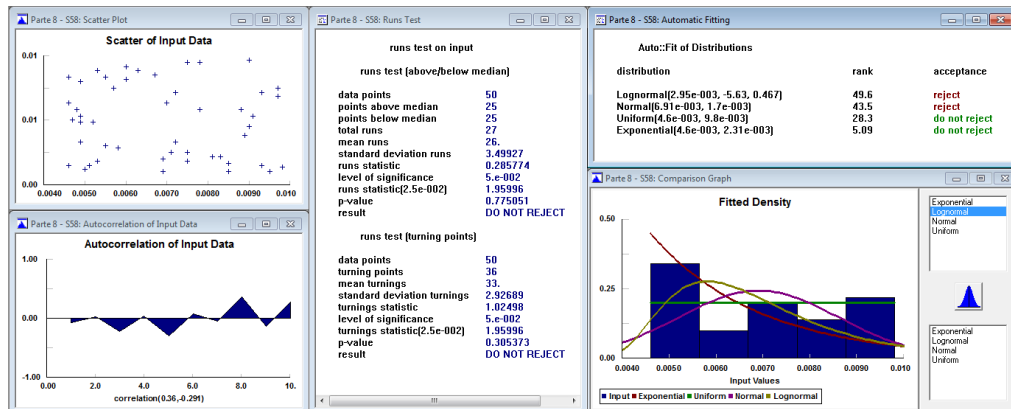 Parte 8 - S58: Scatter Plot
Scatter of Input Data
0.01
0.01
0.00
0.0040 0.0050 0.0060 0.0070 0.0080 0.0090 0.010
Parte 8 - S58: Autocorrelation of Input Data
Autocorrelation of Input Data
1.00
0.00
-1.00
0.00 2.0 4.0 6.0 8.0 10.
correlation(0.36,-0.291)
Parte 8 - S58: Runs Test
runs test on input
runs test (above/below median)
data points 50
points above median 25
points below median 25
total runs 27
mean runs 26.
standard deviation runs 3.49927
runs statistic 0.285774
level of significance 5.e-002
runs statistic(2.5e-002) 1.95996
p-value 0.775051
result DO NOT REJECT
runs test (turning points)
data points 50
turning points 36
mean turnings 33.
standard deviation turnings 2.92689
turnings statistic 1.02498
level of significance 5.e-002
turnings statistic(2.5e-002) 1.95996
p-value 0.305373
result DO NOT REJECT
Parte 8 - S58: Automatic Fitting
Auto::Fit of Distributions
distribution rank acceptance
Lognormal(2.95e-003, -5.63, 0.467) 49.6 reject
Normal(6.91e-003, 1.7e-003) 43.5 reject
Uniform(4.6e-003, 9.8e-003) 28.3 do not reject
Exponential(4.6e-003, 2.31e-003) 5.09 do not reject
Parte 8 - S58: Comparison Graph
Fitted Density
0.50
0.25
0.00
0.0040 0.0050 0.0060 0.0070 0.0080 0.0090 0.010
Input Values
Input Exponential Uniform Normal Lognormal
Exponential
Lognormal
Normal
Uniform
Exponential
Lognormal
Normal
Uniform